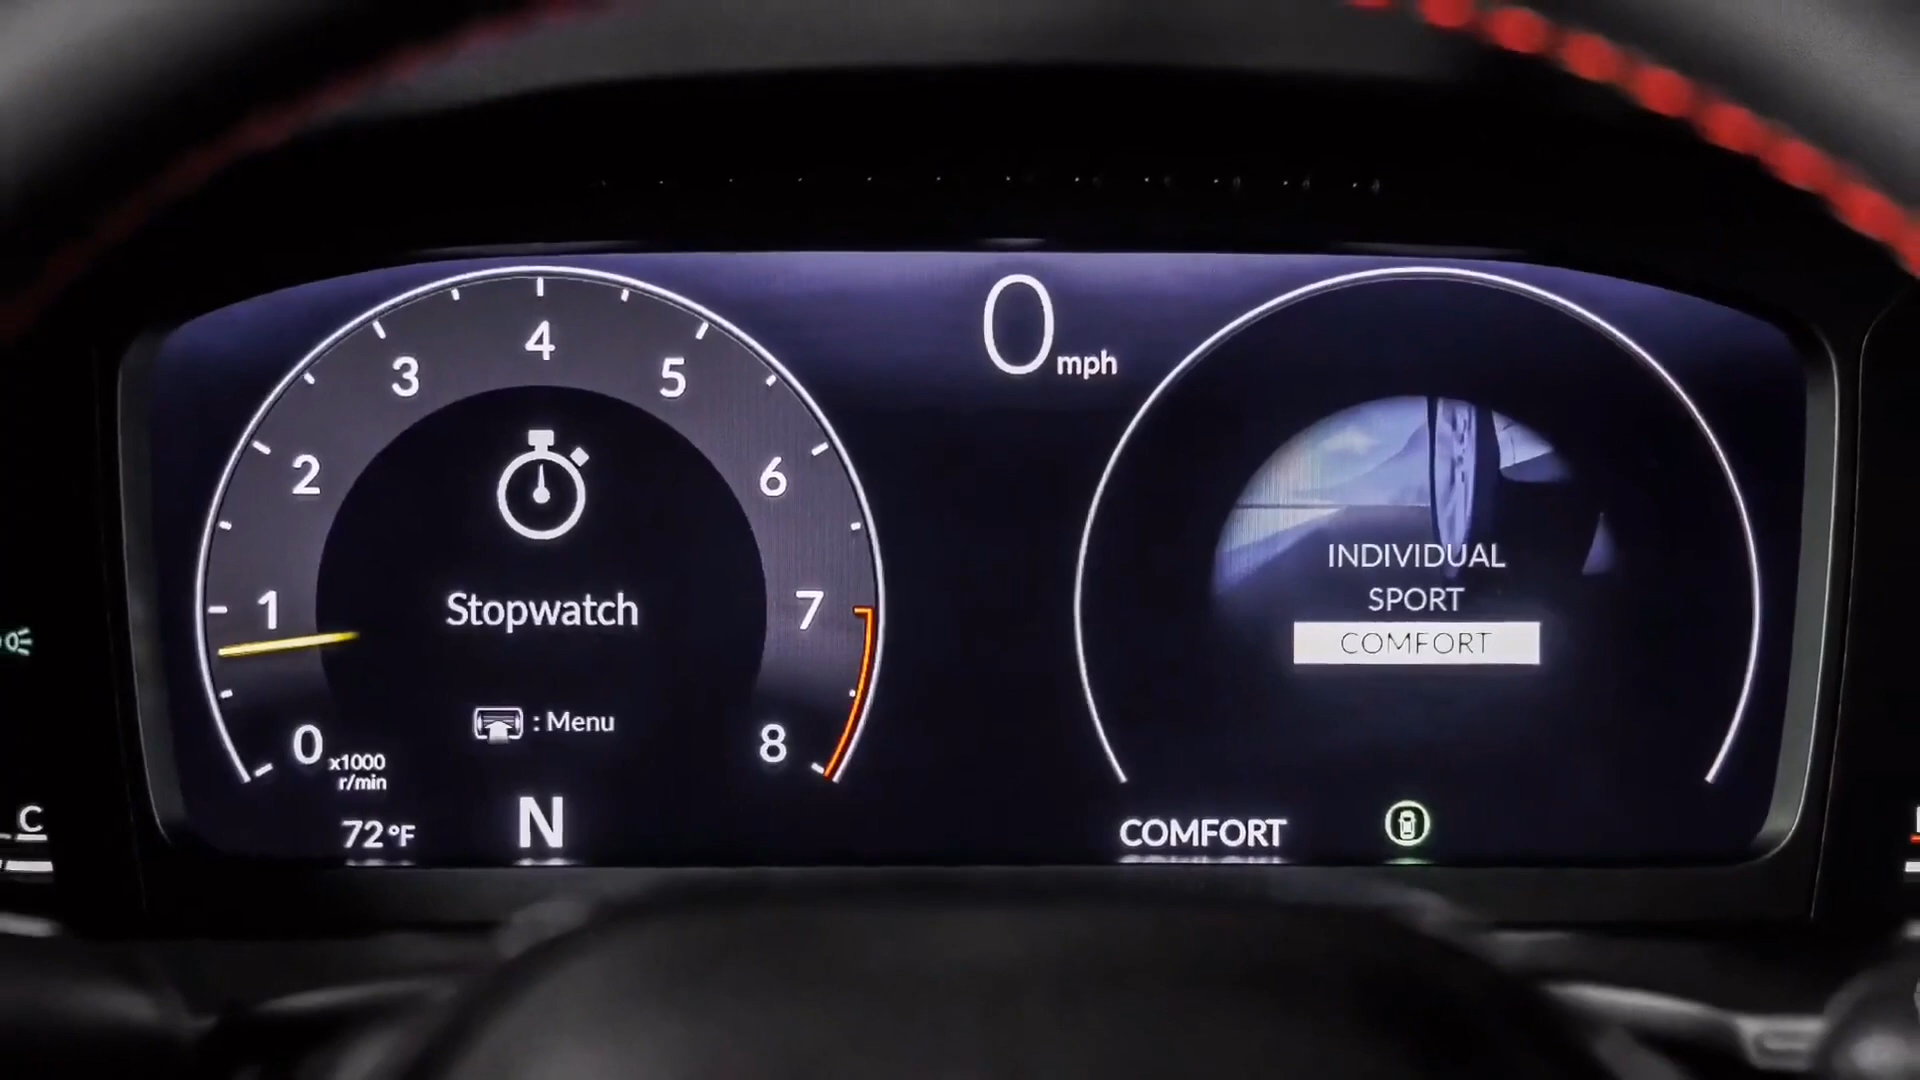 0 mph
4
3
5
2
6
1
7
0
8
x1000
r/min
Stopwatch
: Menu
72°F
N
INDIVIDUAL
SPORT
COMFORT
COMFORT
C